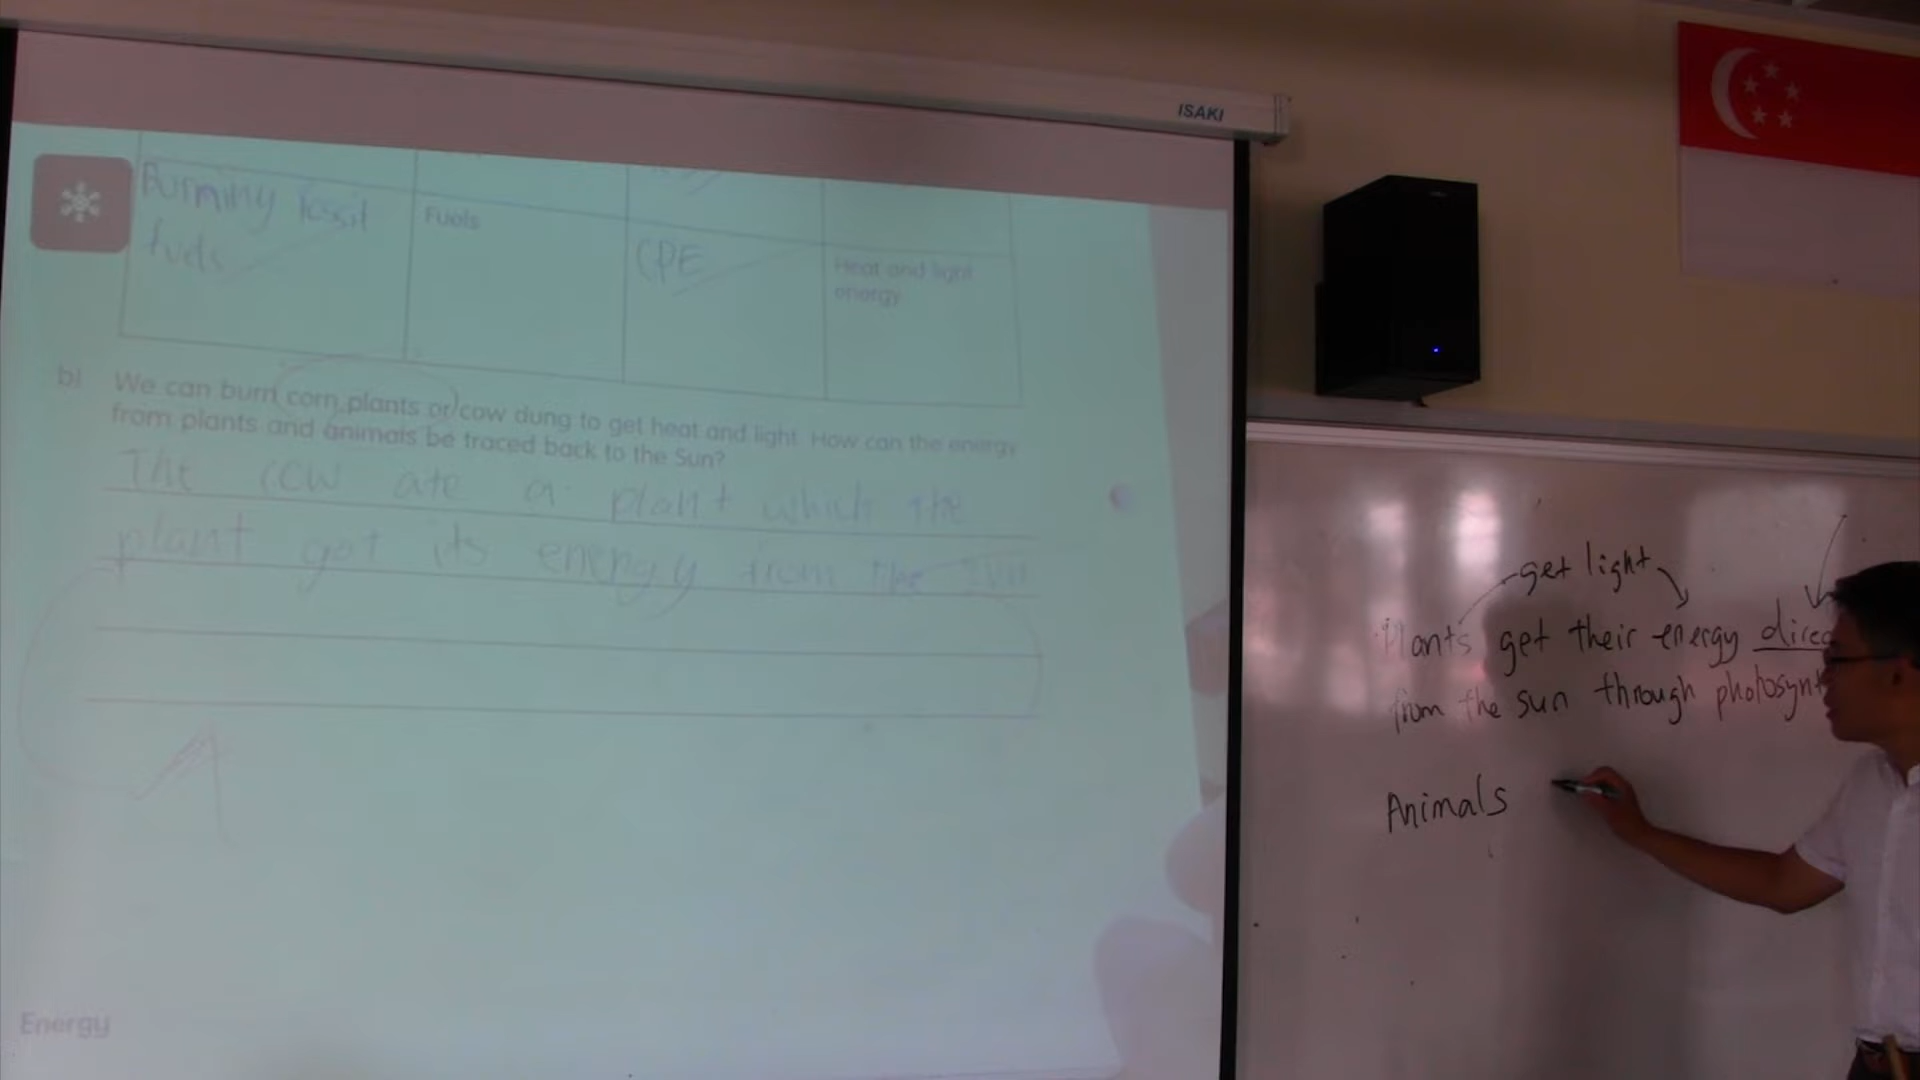 ISAKI
Burning fossil
fuels
Fuels
CPE
Heat and light
energy
b) We can burn corn plants or cow dung to get heat and light. How can the energy
from plants and animals be traced back to the Sun?
The cow ate a plant which the
plant got its energy from the sun
Energy
get light
Plants get their energy direc
from the sun through photosynt
Animals